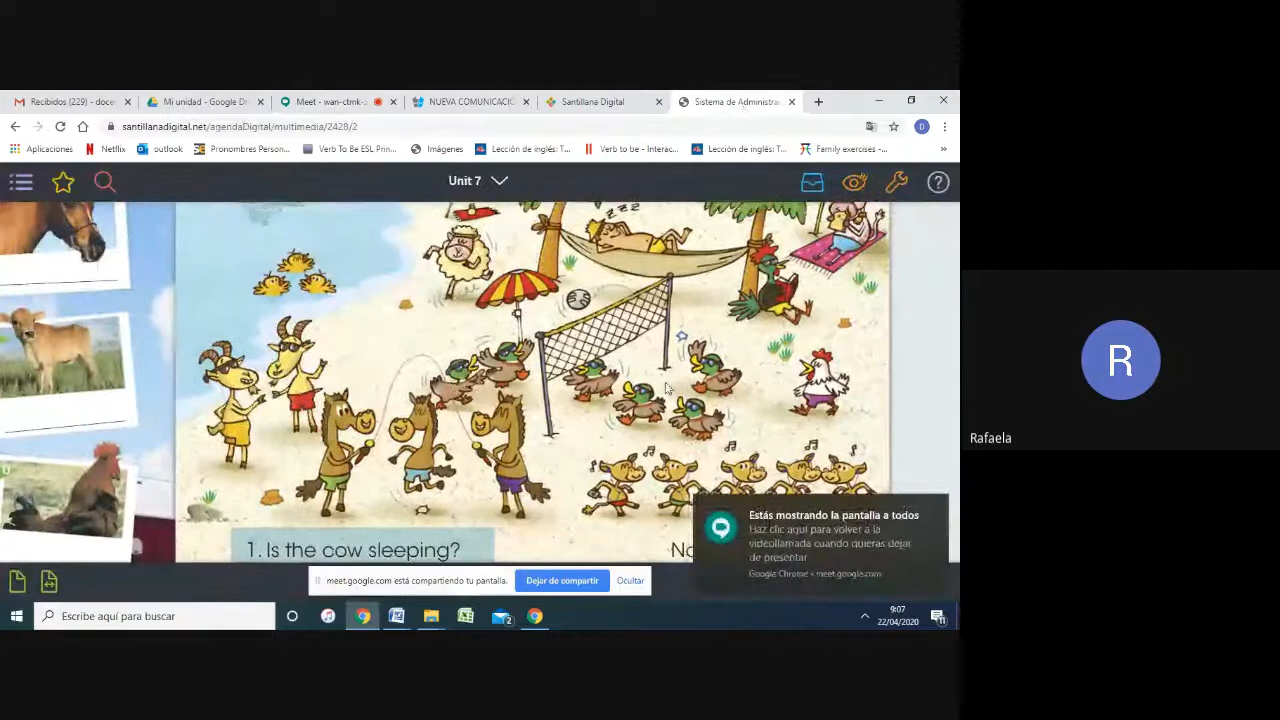 Recibidos (229) - doce
Mi unidad - Google Dr
Meet - wan-ctmk-
NUEVA COMUNICACIÓ
Santillana Digital
Sistema de Administra
santillanadigital.net/agendaDigital/multimedia/2428/2
D
Aplicaciones
Netflix
outlook
Pronombres Person...
Verb To Be ESL Prin...
Imágenes
Lección de inglés: T...
Verb to be - Interac...
Lección de inglés: T...
Family exercises -...
»
Unit 7
?
z z z
R
Rafaela
Estás mostrando la pantalla a todos
Haz clic aquí para volver a la
videollamada cuando quieras dejar
de presentar
Google Chrome • meet.google.com
1. Is the cow sleeping?
No
meet.google.com está compartiendo tu pantalla.
Dejar de compartir
Ocultar
Escribe aquí para buscar
2
9:07
22/04/2020
11